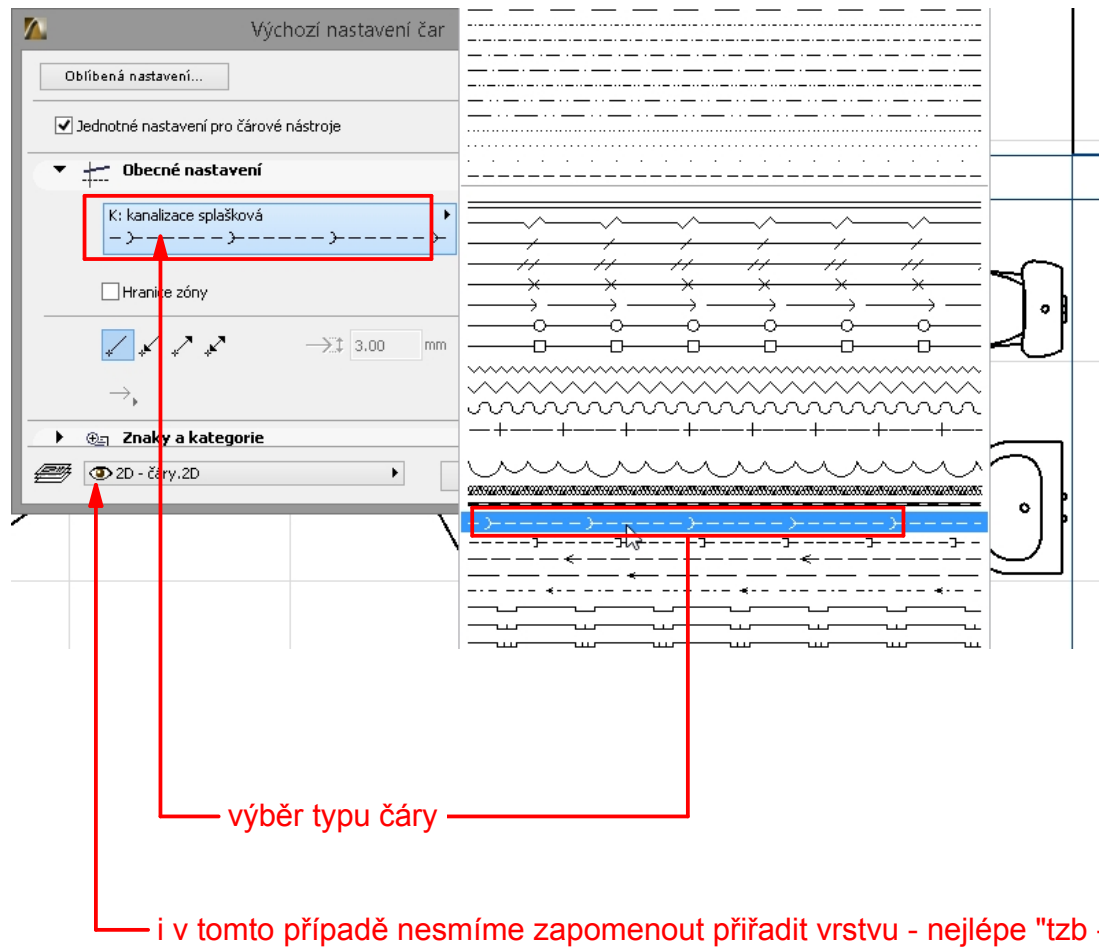 Výchozí nastavení čar
Oblíbená nastavení...
Jednotné nastavení pro čárové nástroje
Obecné nastavení
K: kanalizace splašková
Hranice zóny
3.00 mm
Znaky a kategorie
2D - čáry.2D
výběr typu čáry
i v tomto případě nesmíme zapomenout přiřadit vrstvu - nejlépe "tzb -